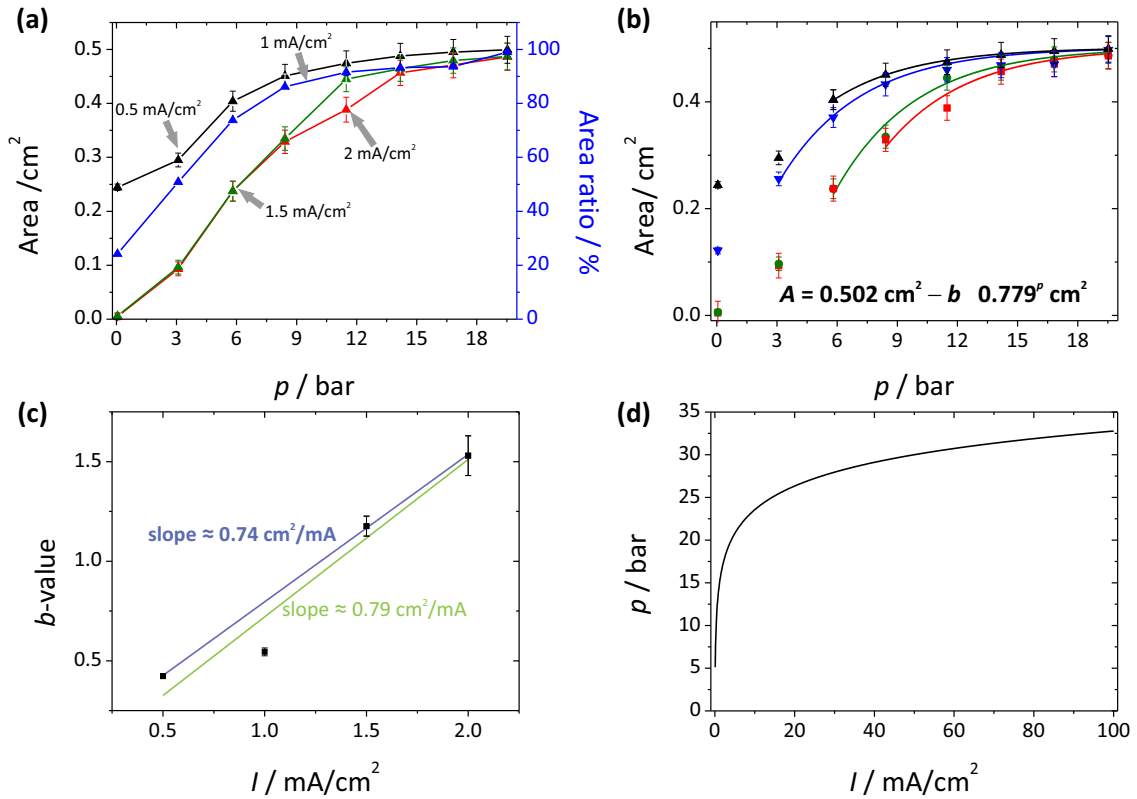 (a)
0.5
0.4
0.3
0.2
0.1
0.0
Area /cm²
0 3 6 9 12 15 18
p / bar
100
80
60
40
20
0
Area ratio / %
1 mA/cm²
0.5 mA/cm²
2 mA/cm²
1.5 mA/cm²
(b)
0.4
0.2
0.0
Area/ cm²
0 3 6 9 12 15 18
p / bar
A = 0.502 cm² – b 0.779ᵖ cm²
(c)
1.5
1.0
0.5
b-value
0.5 1.0 1.5 2.0
I / mA/cm²
slope ≈ 0.74 cm²/mA
slope ≈ 0.79 cm²/mA
(d)
35
30
25
20
15
10
5
0
p / bar
0 20 40 60 80 100
I / mA/cm²